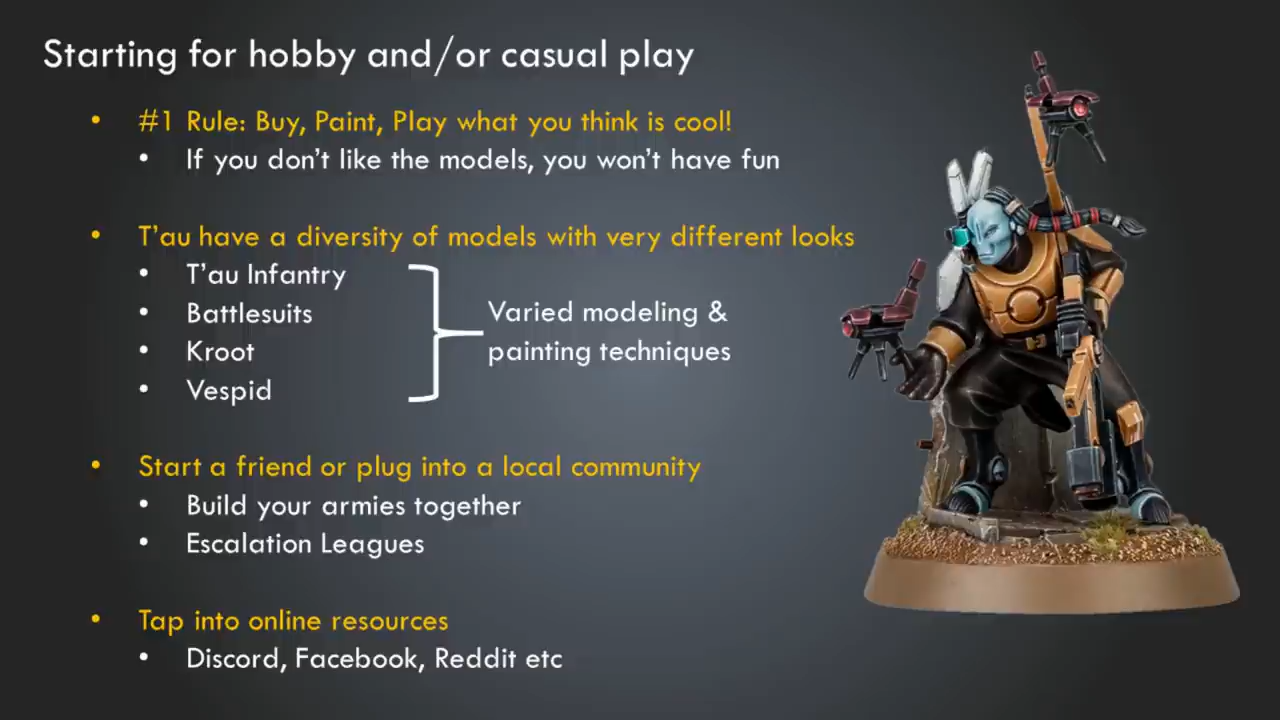 Starting for hobby and/or casual play
• #1 Rule: Buy, Paint, Play what you think is cool!
• If you don't like the models, you won't have fun
• T'au have a diversity of models with very different looks
• T'au Infantry
• Battlesuits
• Kroot
• Vespid
Varied modeling &
painting techniques
• Start a friend or plug into a local community
• Build your armies together
• Escalation Leagues
• Tap into online resources
• Discord, Facebook, Reddit etc